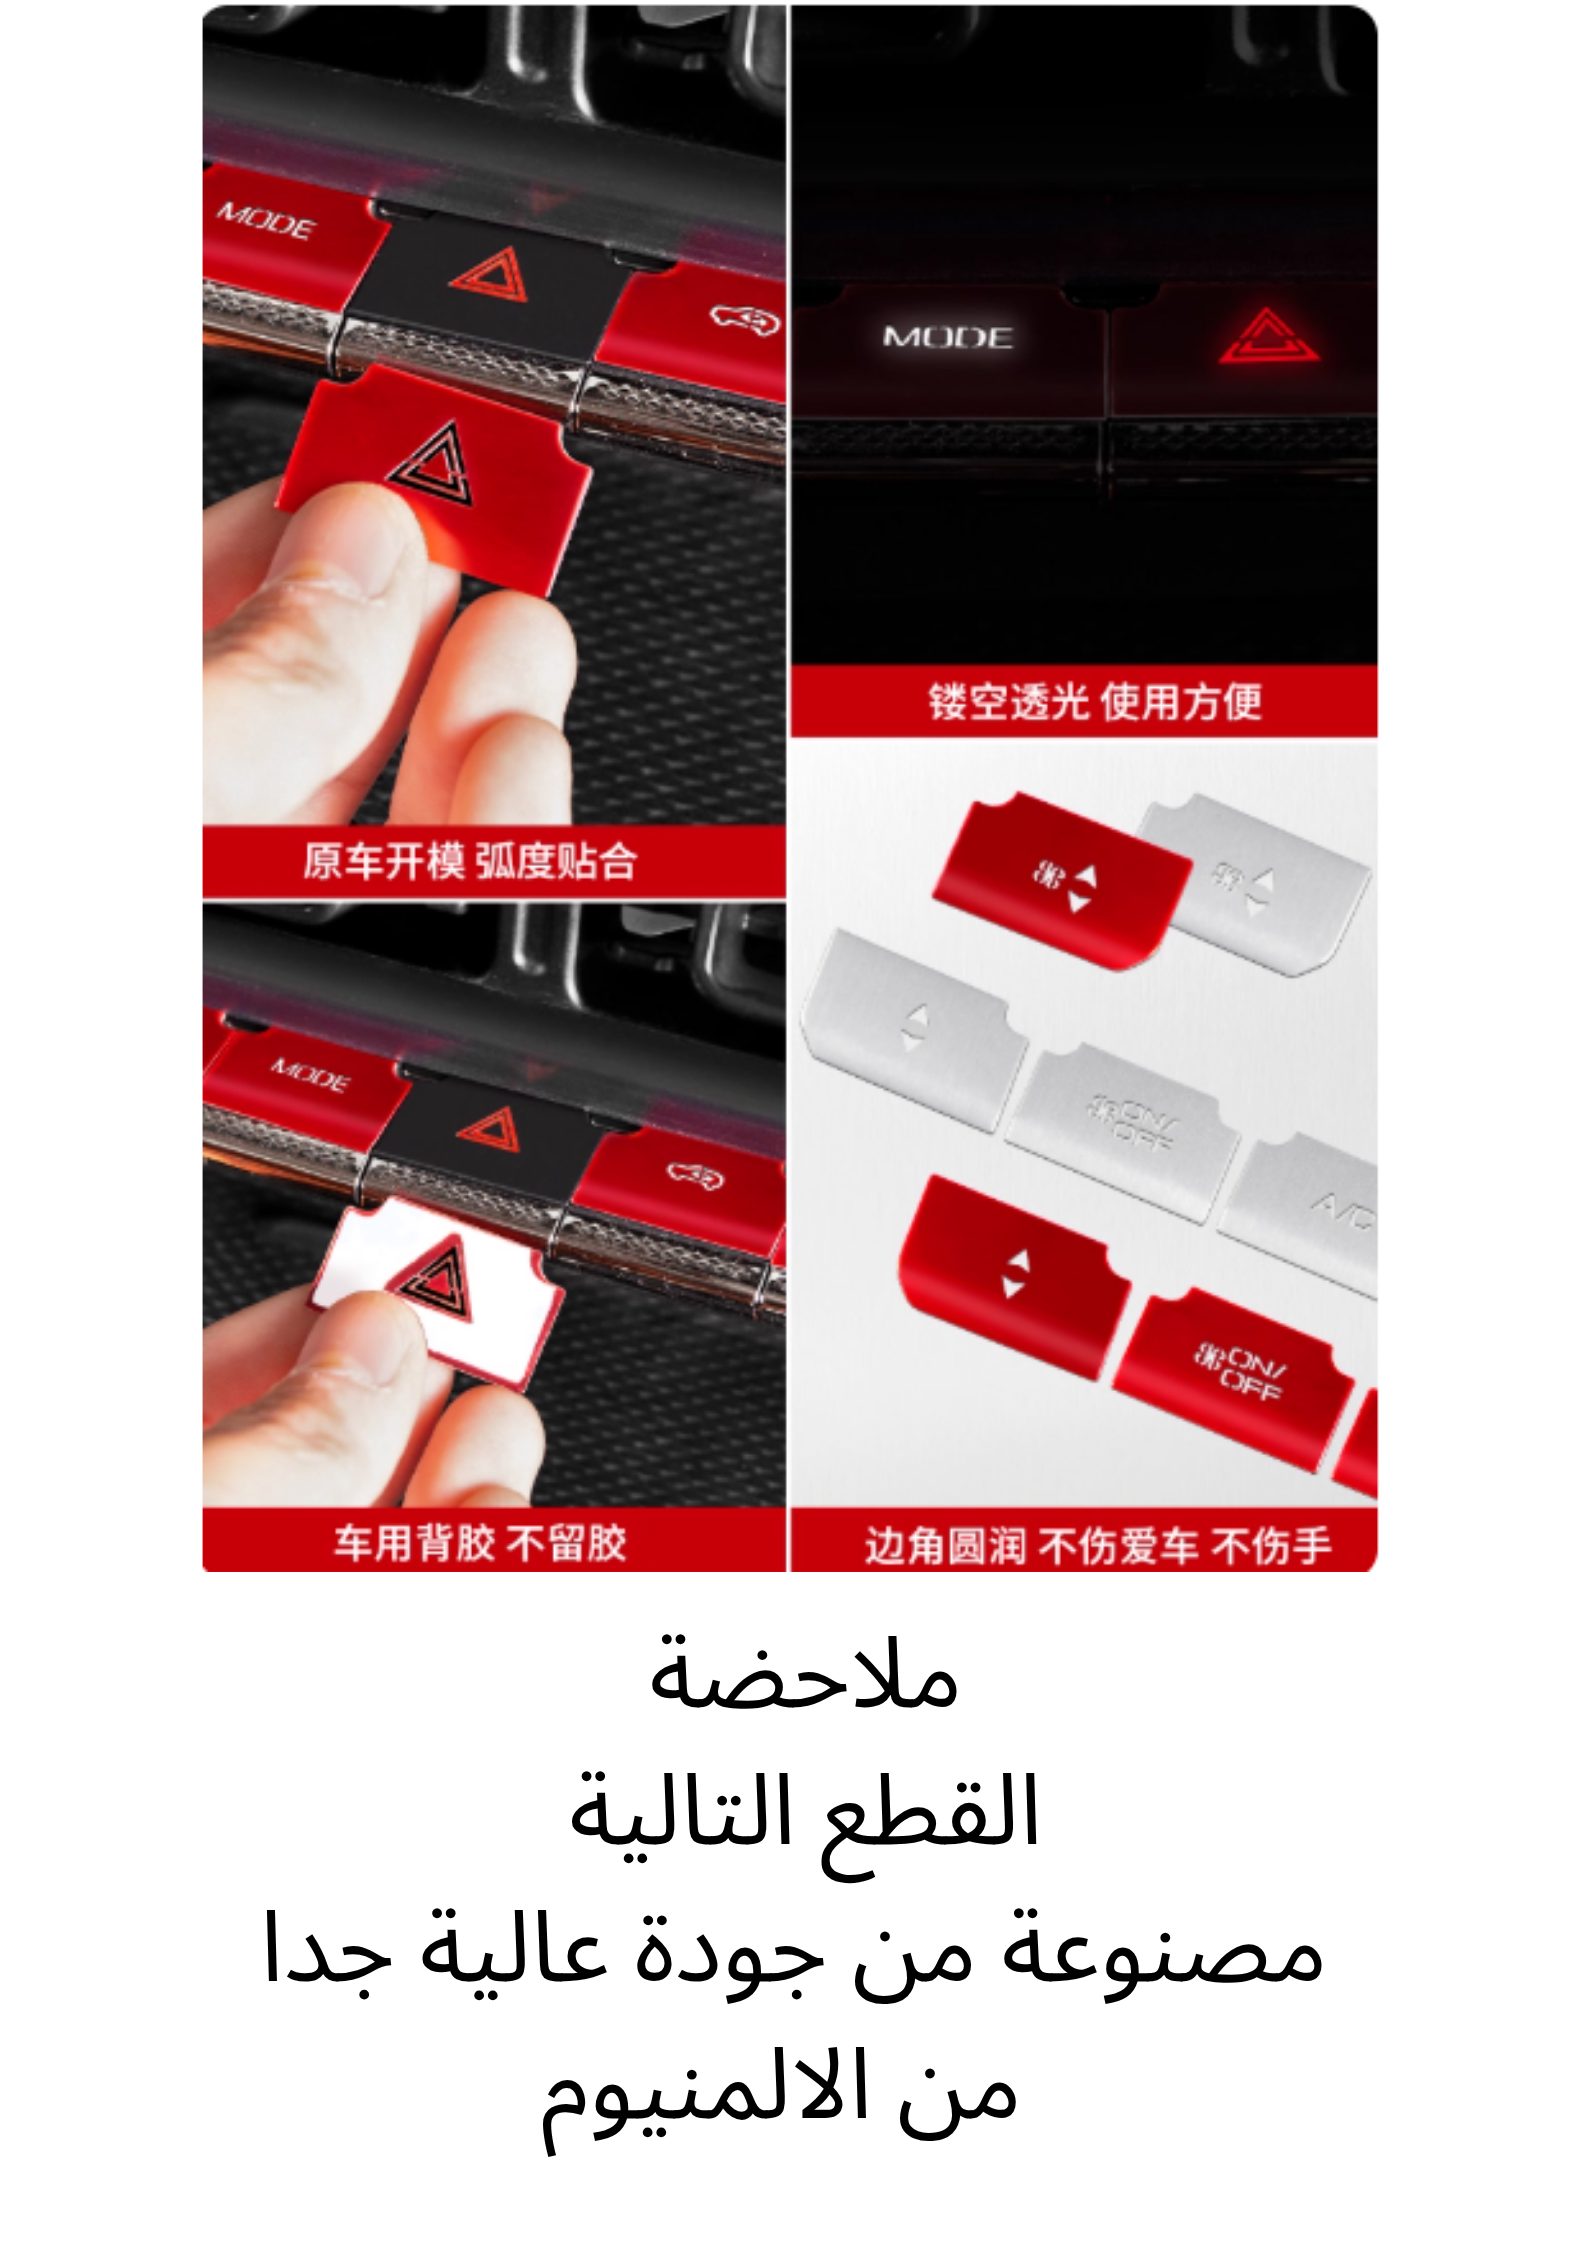 MODE
原车开模 弧度贴合
MODE
镂空透光 使用方便
MODE
车用背胶 不留胶
ON/
OFF
A/C
ON/
OFF
边角圆润 不伤爱车 不伤手
ملاحضة
القطع التالية
مصنوعة من جودة عالية جدا
من الالمنيوم